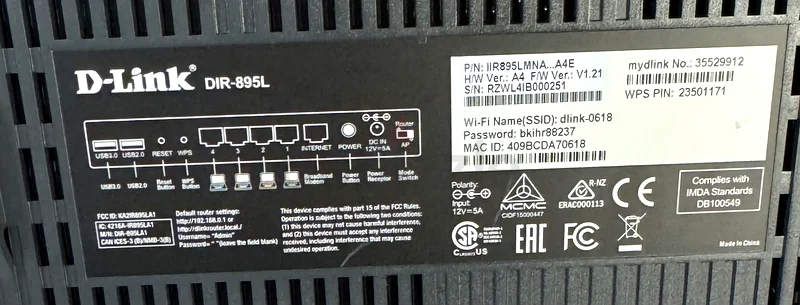 D-Link® DIR-895L
USB3.0 USB2.0 RESET WPS 4 3 2 1 INTERNET POWER DC IN 12V⎓5A Router AP
USB3.0 USB2.0 Reset Button WPS Button Broadband Modem Power Button Power Receptor Mode Switch
FCC ID: KA2IR895LA1
IC: 4216A-IR895LA1
M/N: DIR-895LA1
CAN ICES-3 (B)/NMB-3(B)
Default router settings:
http://192.168.0.1 or
http://dlinkrouter.local./
Username= "Admin"
Password= " " (leave the field blank)
This device complies with part 15 of the FCC Rules.
Operation is subject to the following two conditions:
(1) this device may not cause harmful interference,
and (2) this device must accept any interference
received, including interference that may cause
undesired operation.
P/N: IIR895LMNA...A4E
H/W Ver.: A4 F/W Ver.: V1.21
S/N: RZWL4IB000251
mydlink No.: 35529912
WPS PIN: 23501171
Wi-Fi Name(SSID): dlink-0618
Password: bkihr88237
MAC ID: 409BCDA70618
Polarity:
Input:
12V⎓5A
MCMC
CIDF15000447
R-NZ
ERAC000113
CE
Complies with
IMDA Standards
DB100549
SA
C US
EAC
FC
Made in China